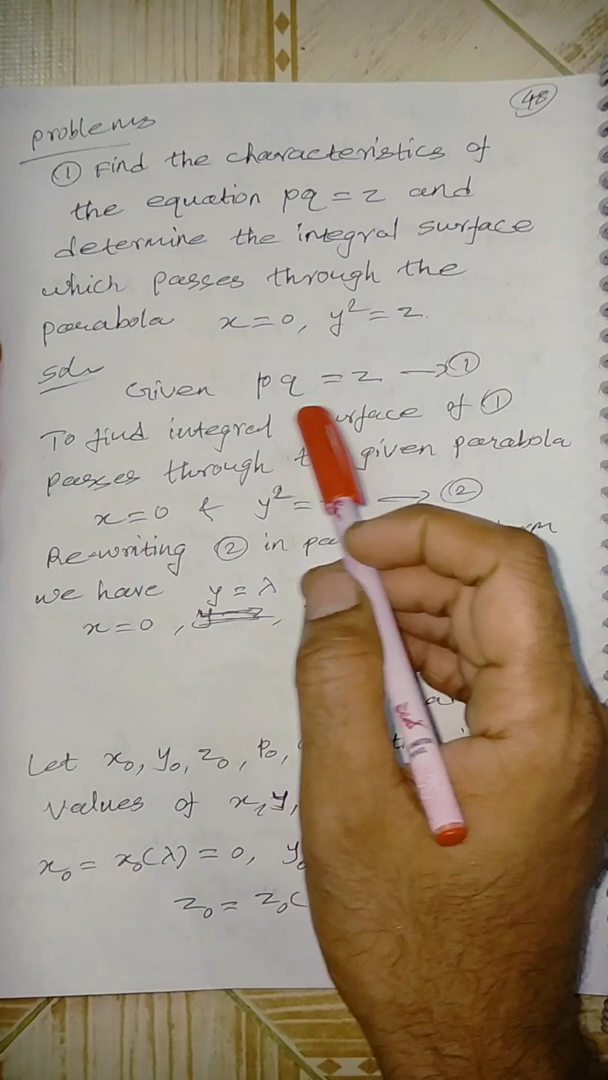 48
problems
① Find the characteristics of
the equation pq = z and
determine the integral surface
which passes through the
parabola x=0, y² = z.
Soln
Given pq = z → ①
To find integral surface of ①
passes through given parabola
x=0 & y² = → ②
Re-writing ② in
we have y = λ
x=0 ,
Let x₀, y₀, z₀, p₀,
values of x, y,
x₀ = x₀(λ) = 0, y₀
z₀ = z₀(